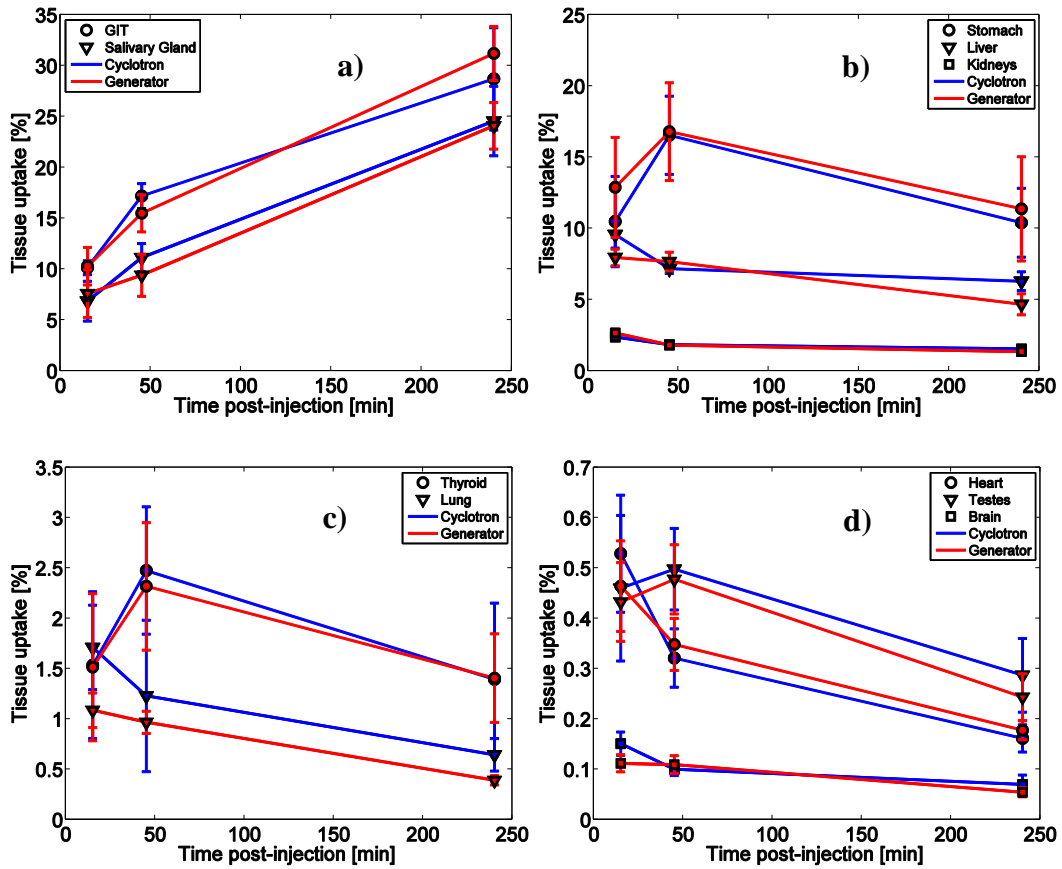 35
30
25
20
15
10
5
0
Tissue uptake [%]
GIT
Salivary Gland
Cyclotron
Generator
a)
0
50
100
150
200
250
Time post-injection [min]
25
20
15
10
5
0
Tissue uptake [%]
b)
Stomach
Liver
Kidneys
Cyclotron
Generator
0
50
100
150
200
250
Time post-injection [min]
3.5
3
2.5
2
1.5
1
0.5
0
Tissue uptake [%]
c)
Thyroid
Lung
Cyclotron
Generator
0
50
100
150
200
250
Time post-injection [min]
0.7
0.6
0.5
0.4
0.3
0.2
0.1
0
Tissue uptake [%]
d)
Heart
Testes
Brain
Cyclotron
Generator
0
50
100
150
200
250
Time post-injection [min]